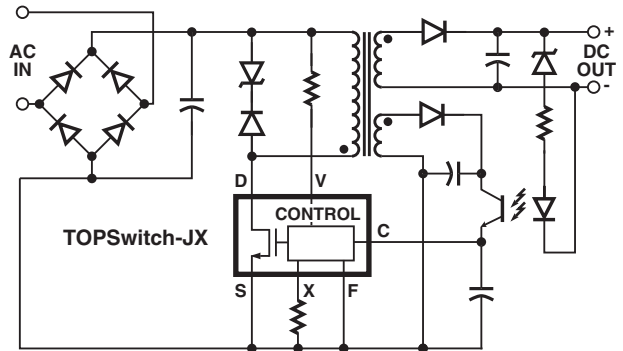 AC
IN
+
DC
OUT
-
D
V
CONTROL
C
TOPSwitch-JX
S
X
F